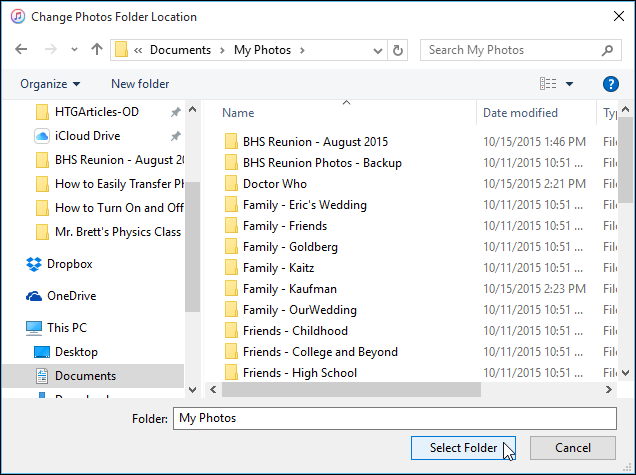 Change Photos Folder Location
« Documents > My Photos >
Search My Photos
Organize
New folder
?
HTGArticles-OD
iCloud Drive
BHS Reunion - August 20
How to Easily Transfer Ph
How to Turn On and Off
Mr. Brett's Physics Class
Dropbox
OneDrive
This PC
Desktop
Documents
Name Date modified Ty
BHS Reunion - August 2015 10/15/2015 1:46 PM File
BHS Reunion Photos - Backup 10/11/2015 10:51 ... File
Doctor Who 10/15/2015 2:21 PM File
Family - Eric's Wedding 10/11/2015 10:51 ... File
Family - Friends 10/11/2015 10:51 ... File
Family - Goldberg 10/11/2015 10:51 ... File
Family - Kaitz 10/11/2015 10:51 ... File
Family - Kaufman 10/15/2015 2:23 PM File
Family - OurWedding 10/11/2015 10:51 ... File
Friends - Childhood 10/11/2015 10:51 ... File
Friends - College and Beyond 10/11/2015 10:51 ... File
Friends - High School 10/11/2015 10:51 ... File
Folder: My Photos
Select Folder
Cancel